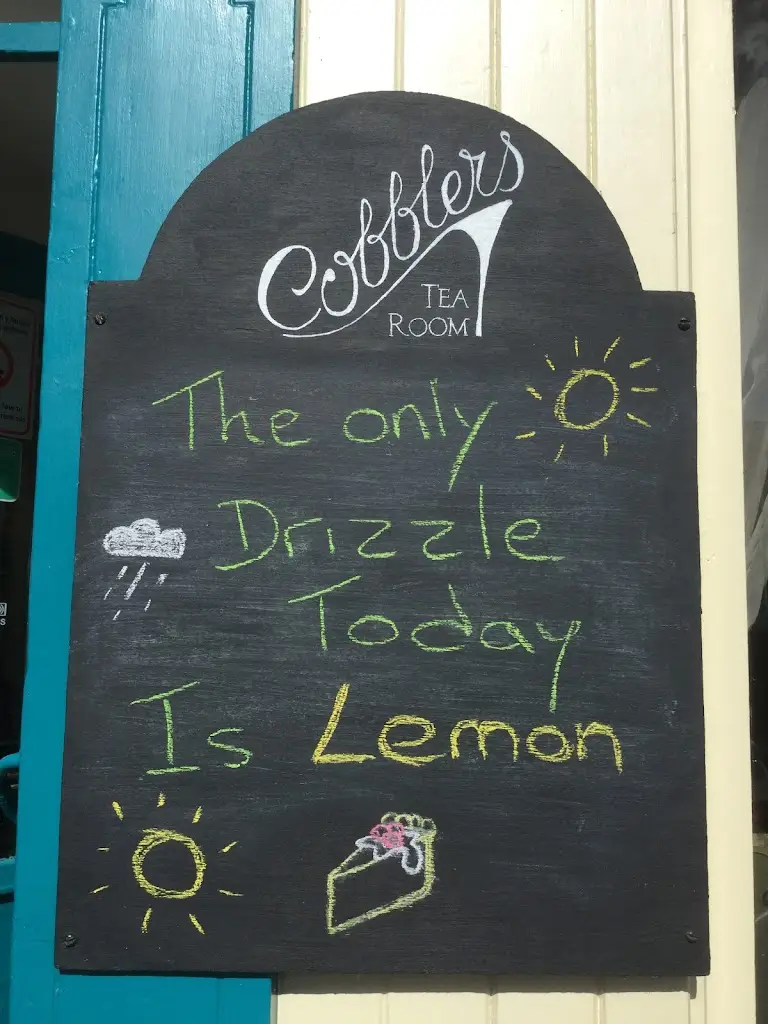 Cobblers
TEA
ROOM
The only
Drizzle
Today
Is Lemon